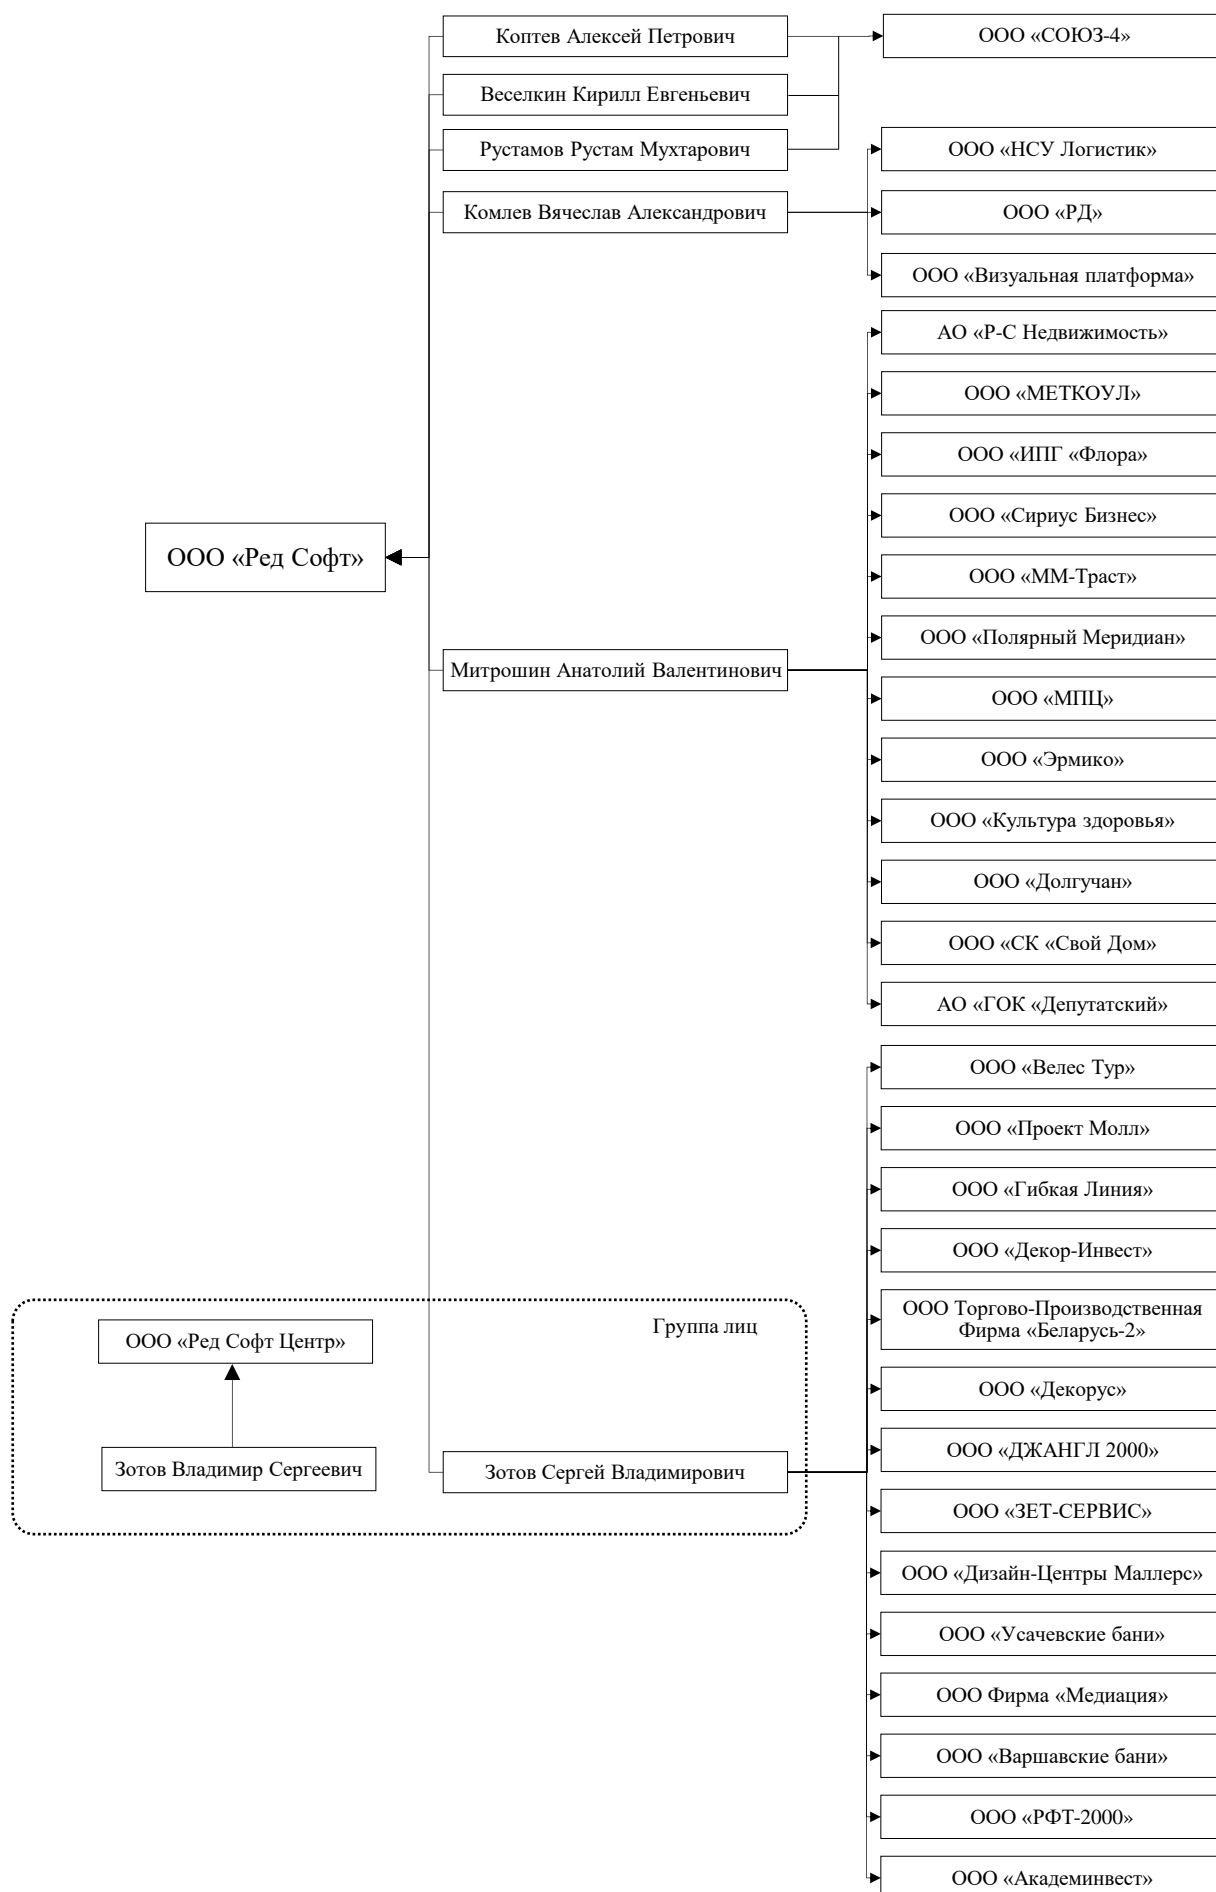 Коптев Алексей Петрович
ООО «СОЮЗ-4»
Веселкин Кирилл Евгеньевич
Рустамов Рустам Мухтарович
ООО «НСУ Логистик»
Комлев Вячеслав Александрович
ООО «РД»
ООО «Визуальная платформа»
АО «Р-С Недвижимость»
ООО «МЕТКОУЛ»
ООО «ИПГ «Флора»
ООО «Сириус Бизнес»
ООО «Ред Софт»
ООО «ММ-Траст»
ООО «Полярный Меридиан»
Митрошин Анатолий Валентинович
ООО «МПЦ»
ООО «Эрмико»
ООО «Культура здоровья»
ООО «Долгучан»
ООО «СК «Свой Дом»
АО «ГОК «Депутатский»
ООО «Велес Тур»
ООО «Проект Молл»
ООО «Гибкая Линия»
ООО «Декор-Инвест»
ООО Торгово-Производственная
Фирма «Беларусь-2»
Группа лиц
ООО «Ред Софт Центр»
ООО «Декорус»
ООО «ДЖАНГЛ 2000»
Зотов Владимир Сергеевич
Зотов Сергей Владимирович
ООО «ЗЕТ-СЕРВИС»
ООО «Дизайн-Центры Маллерс»
ООО «Усачевские бани»
ООО Фирма «Медиация»
ООО «Варшавские бани»
ООО «РФТ-2000»
ООО «Академинвест»